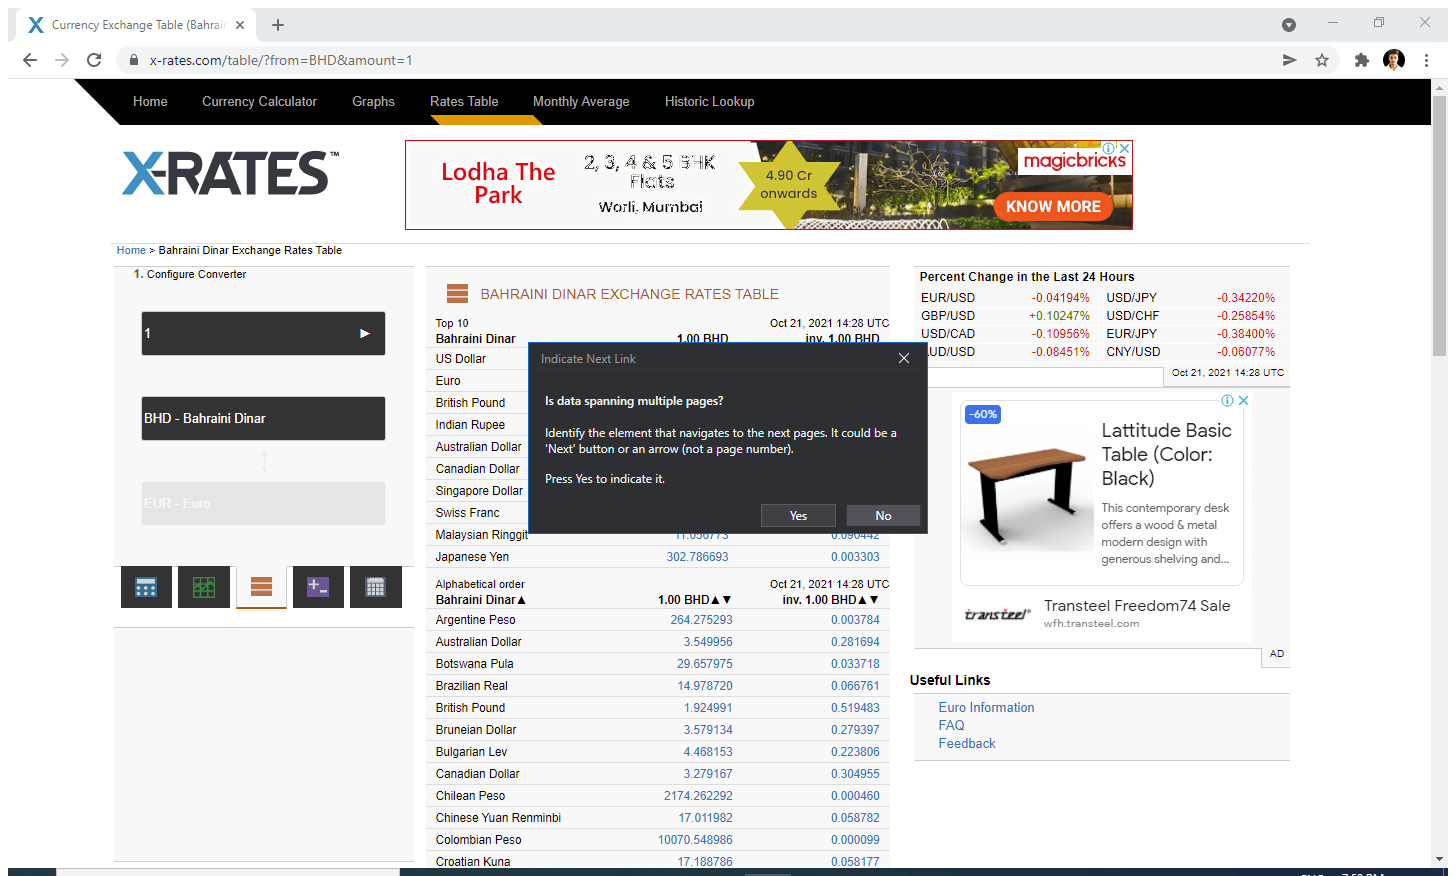 Currency Exchange Table (Bahrai
x-rates.com/table/?from=BHD&amount=1
Home Currency Calculator Graphs Rates Table Monthly Average Historic Lookup
X-RATES™
Lodha The Park
2, 3, 4 & 5 BHK Flats
Worli, Mumbai
4.90 Cr onwards
magicbricks
KNOW MORE
Home > Bahraini Dinar Exchange Rates Table
1. Configure Converter
1
BHD - Bahraini Dinar
EUR - Euro
BAHRAINI DINAR EXCHANGE RATES TABLE
Top 10 Oct 21, 2021 14:28 UTC
Bahraini Dinar 1.00 BHD inv. 1.00 BHD
US Dollar
Euro
British Pound
Indian Rupee
Australian Dollar
Canadian Dollar
Singapore Dollar
Swiss Franc
Malaysian Ringgit 11.056773 0.090442
Japanese Yen 302.786693 0.003303
Indicate Next Link
Is data spanning multiple pages?
Identify the element that navigates to the next pages. It could be a
'Next' button or an arrow (not a page number).
Press Yes to indicate it.
Yes No
Alphabetical order Oct 21, 2021 14:28 UTC
Bahraini Dinar▲ 1.00 BHD▲▼ inv. 1.00 BHD▲▼
Argentine Peso 264.275293 0.003784
Australian Dollar 3.549956 0.281694
Botswana Pula 29.657975 0.033718
Brazilian Real 14.978720 0.066761
British Pound 1.924991 0.519483
Bruneian Dollar 3.579134 0.279397
Bulgarian Lev 4.468153 0.223806
Canadian Dollar 3.279167 0.304955
Chilean Peso 2174.262292 0.000460
Chinese Yuan Renminbi 17.011982 0.058782
Colombian Peso 10070.548986 0.000099
Croatian Kuna 17.188786 0.058177
Percent Change in the Last 24 Hours
EUR/USD -0.04194% USD/JPY -0.34220%
GBP/USD +0.10247% USD/CHF -0.25854%
USD/CAD -0.10956% EUR/JPY -0.38400%
UD/USD -0.08451% CNY/USD -0.06077%
Oct 21, 2021 14:28 UTC
-60%
Lattitude Basic
Table (Color:
Black)
This contemporary desk
offers a wood & metal
modern design with
generous shelving and...
transteel
Transteel Freedom74 Sale
wfh.transteel.com
AD
Useful Links
Euro Information
FAQ
Feedback